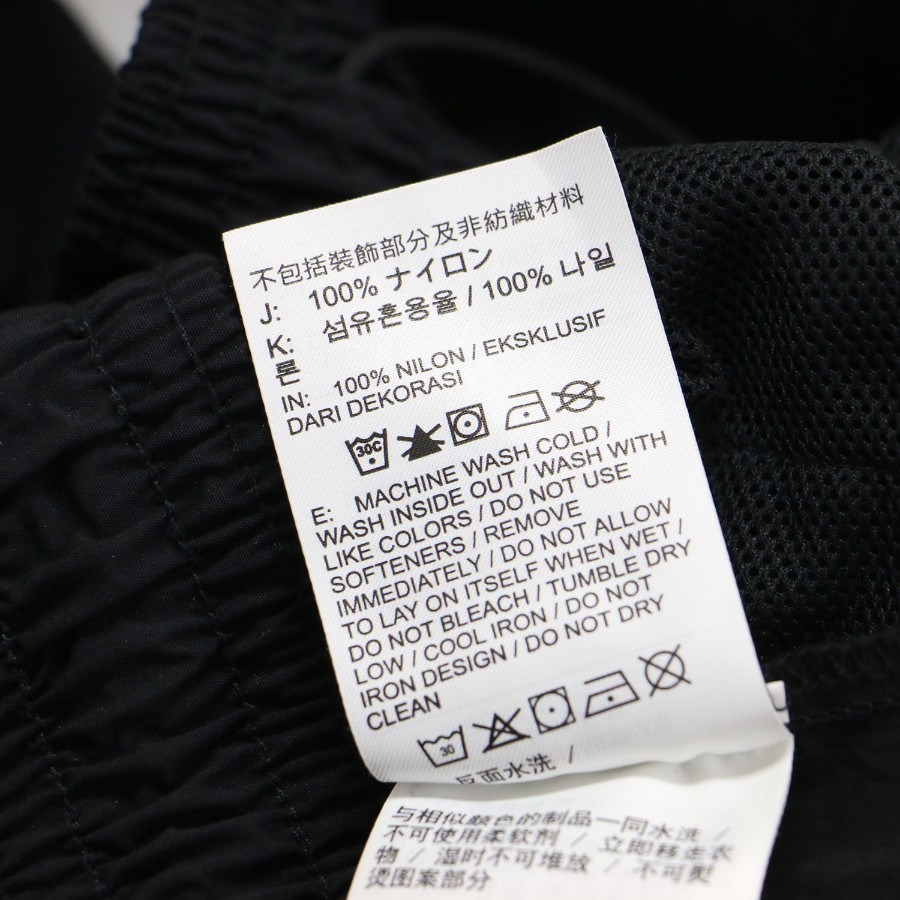 不包括裝飾部分及非紡織材料
J: 100% ナイロン
K: 섬유혼용율 / 100% 나일
론
IN: 100% NILON / EKSKLUSIF
DARI DEKORASI
30C
E: MACHINE WASH COLD /
WASH INSIDE OUT / WASH WITH
LIKE COLORS / DO NOT USE
SOFTENERS / REMOVE
IMMEDIATELY / DO NOT ALLOW
TO LAY ON ITSELF WHEN WET /
DO NOT BLEACH / TUMBLE DRY
LOW / COOL IRON / DO NOT
IRON DESIGN / DO NOT DRY
CLEAN
30
反面水洗 /
与相似颜色的制品一同水洗 /
不可使用柔软剂 / 立即移走衣
物 / 湿时不可堆放 / 不可熨
烫图案部分